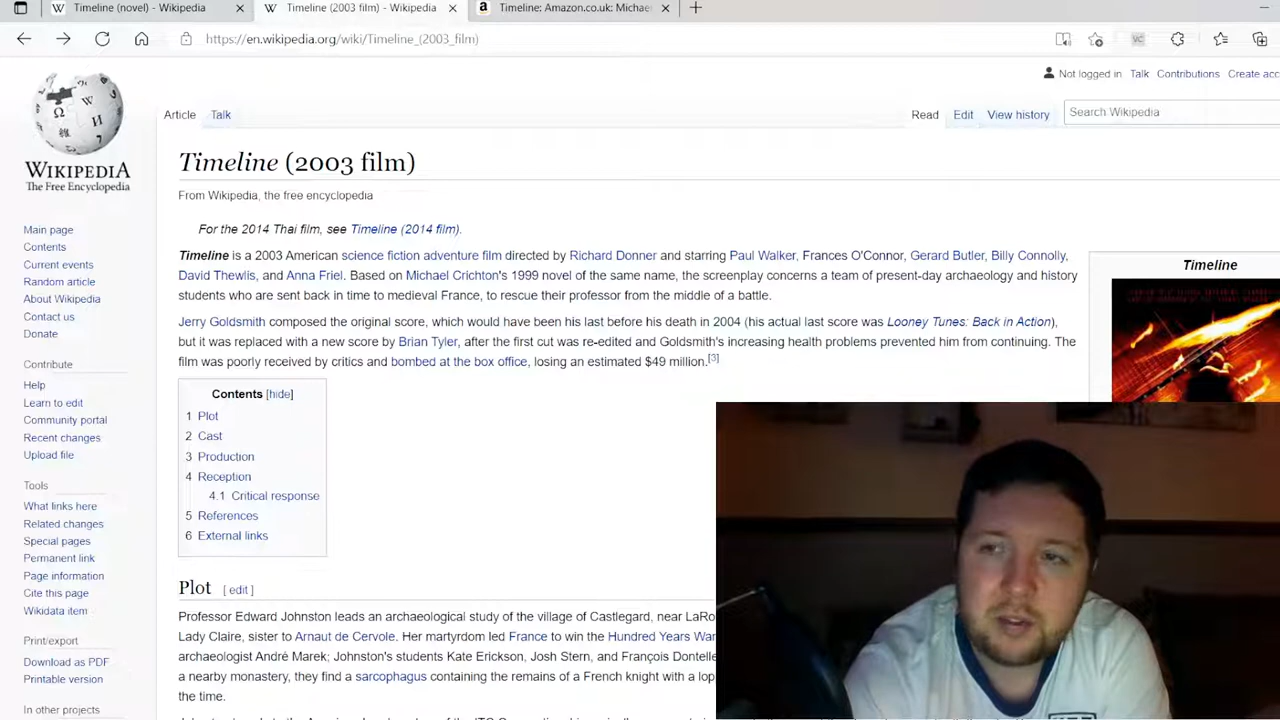 Timeline (novel) - Wikipedia
Timeline (2003 film) - Wikipedia
Timeline: Amazon.co.uk: Michae
https://en.wikipedia.org/wiki/Timeline_(2003_film)
Not logged in Talk Contributions Create acc
Article Talk
Read Edit View history
Search Wikipedia
WIKIPEDIA
The Free Encyclopedia
Main page
Contents
Current events
Random article
About Wikipedia
Contact us
Donate
Contribute
Help
Learn to edit
Community portal
Recent changes
Upload file
Tools
What links here
Related changes
Special pages
Permanent link
Page information
Cite this page
Wikidata item
Print/export
Download as PDF
Printable version
In other projects
Timeline (2003 film)
From Wikipedia, the free encyclopedia
For the 2014 Thai film, see Timeline (2014 film).
Timeline is a 2003 American science fiction adventure film directed by Richard Donner and starring Paul Walker, Frances O'Connor, Gerard Butler, Billy Connolly,
David Thewlis, and Anna Friel. Based on Michael Crichton's 1999 novel of the same name, the screenplay concerns a team of present-day archaeology and history
students who are sent back in time to medieval France, to rescue their professor from the middle of a battle.
Jerry Goldsmith composed the original score, which would have been his last before his death in 2004 (his actual last score was Looney Tunes: Back in Action),
but it was replaced with a new score by Brian Tyler, after the first cut was re-edited and Goldsmith's increasing health problems prevented him from continuing. The
film was poorly received by critics and bombed at the box office, losing an estimated $49 million.[3]
Contents [hide]
1 Plot
2 Cast
3 Production
4 Reception
4.1 Critical response
5 References
6 External links
Plot [ edit ]
Professor Edward Johnston leads an archaeological study of the village of Castlegard, near LaRo
Lady Claire, sister to Arnaut de Cervole. Her martyrdom led France to win the Hundred Years War
archaeologist André Marek; Johnston's students Kate Erickson, Josh Stern, and François Dontelle
a nearby monastery, they find a sarcophagus containing the remains of a French knight with a lop
the time.
Timeline